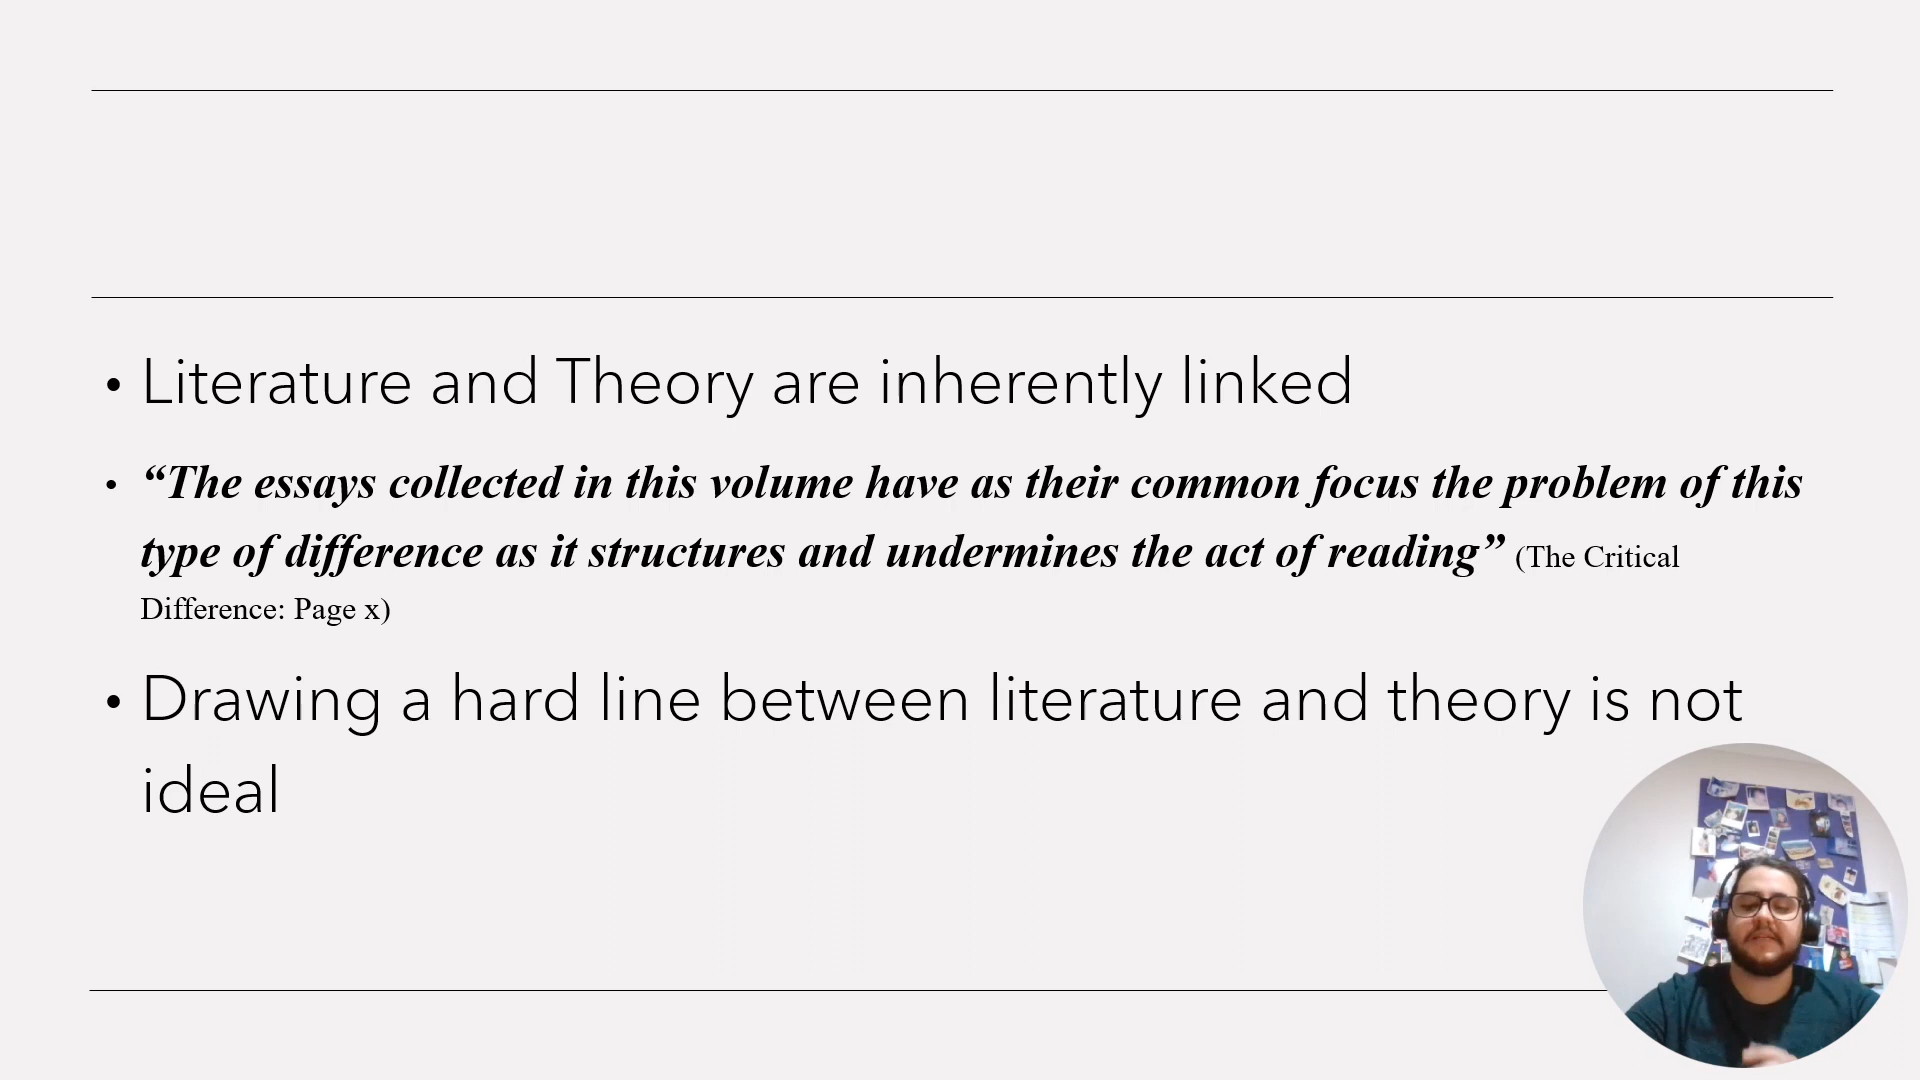 • Literature and Theory are inherently linked
• “The essays collected in this volume have as their common focus the problem of this
type of difference as it structures and undermines the act of reading” (The Critical
Difference: Page x)
• Drawing a hard line between literature and theory is not
ideal